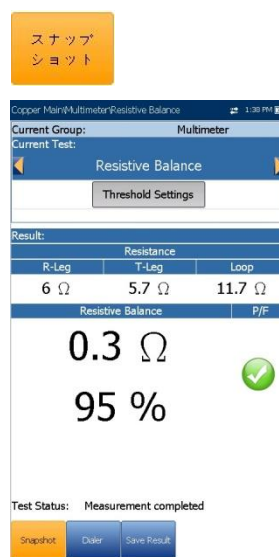 スナップ
ショット
Copper Main\Multimeter\Resistive Balance 1:38 PM
Current Group: Multimeter
Current Test:
Resistive Balance
Threshold Settings
Result:
Resistance
R-Leg T-Leg Loop
6 Ω 5.7 Ω 11.7 Ω
Resistive Balance P/F
0.3 Ω
95 %
Test Status: Measurement completed
Snapshot Dialer Save Result